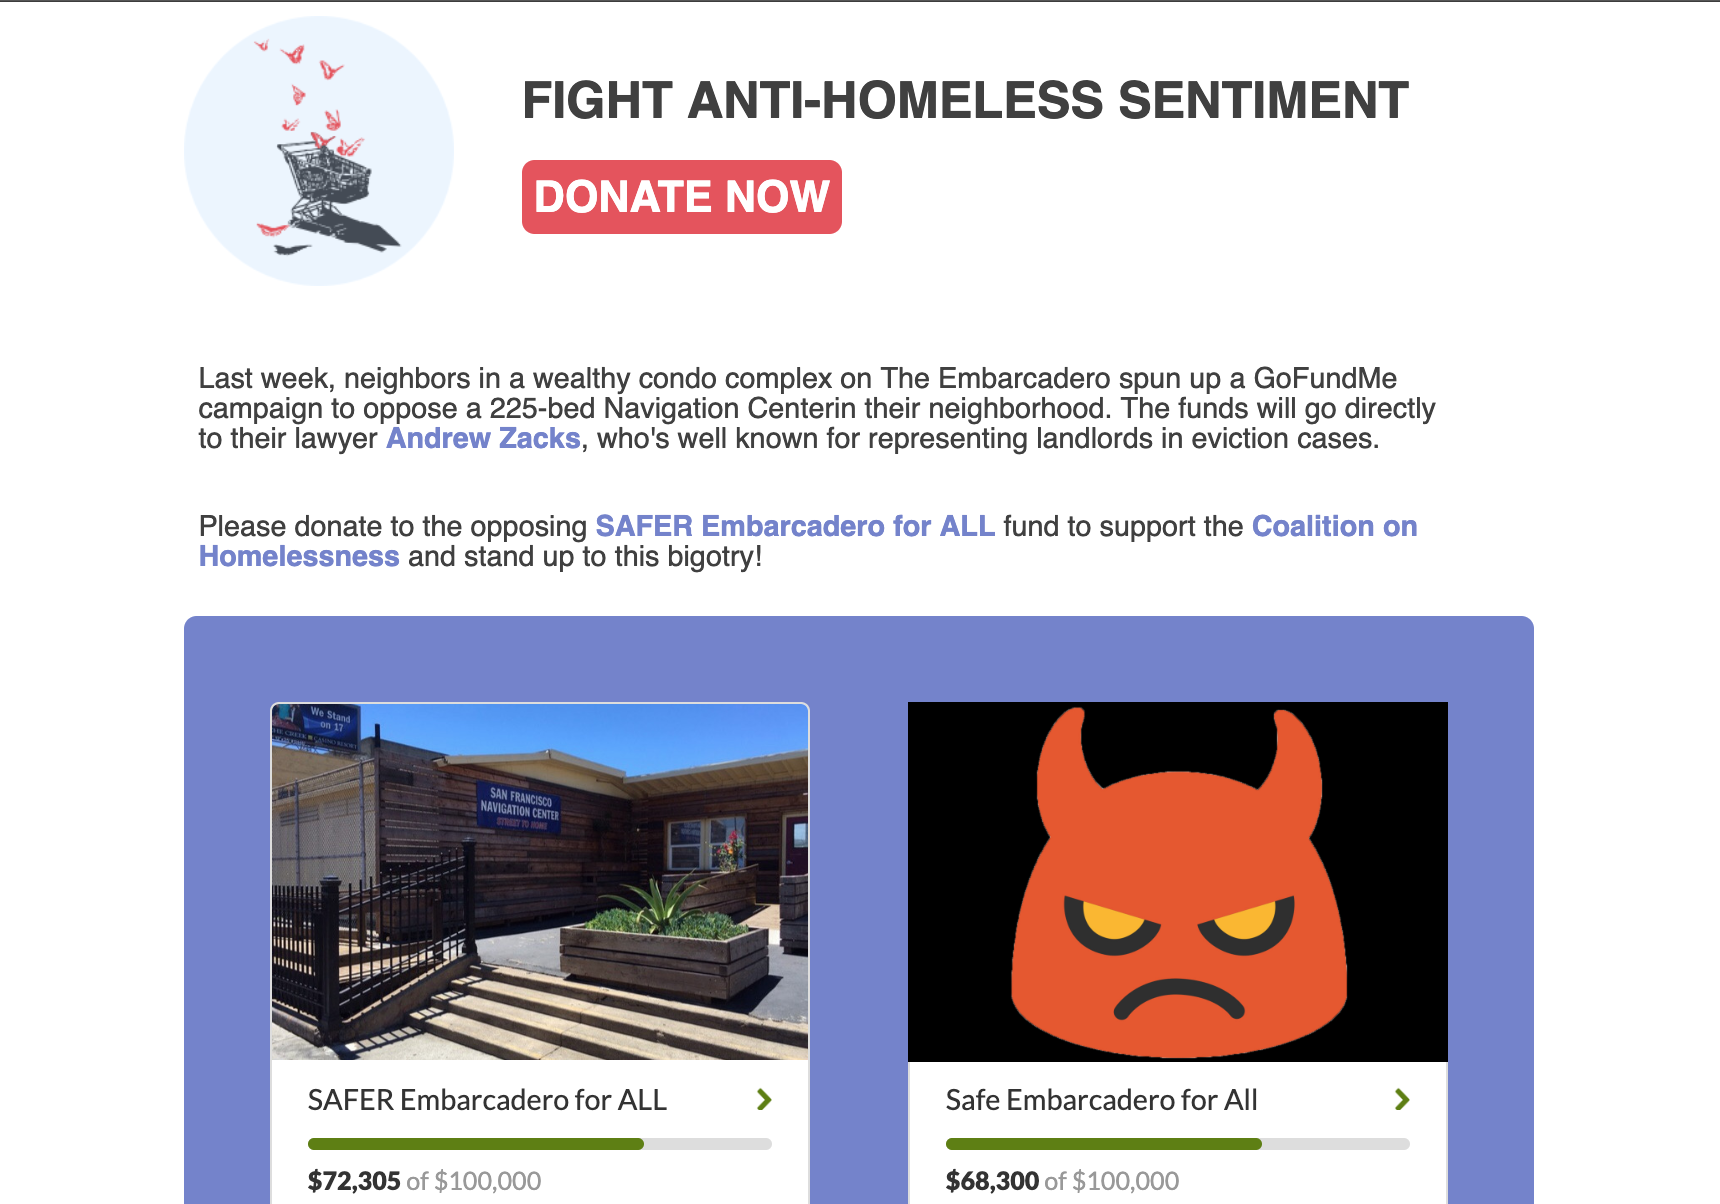 FIGHT ANTI-HOMELESS SENTIMENT
DONATE NOW
Last week, neighbors in a wealthy condo complex on The Embarcadero spun up a GoFundMe
campaign to oppose a 225-bed Navigation Centerin their neighborhood. The funds will go directly
to their lawyer Andrew Zacks, who's well known for representing landlords in eviction cases.
Please donate to the opposing SAFER Embarcadero for ALL fund to support the Coalition on
Homelessness and stand up to this bigotry!
We Stand
on 17
SAN FRANCISCO
NAVIGATION CENTER
STREET TO HOME
SAFER Embarcadero for ALL
$72,305 of $100,000
Safe Embarcadero for All
$68,300 of $100,000